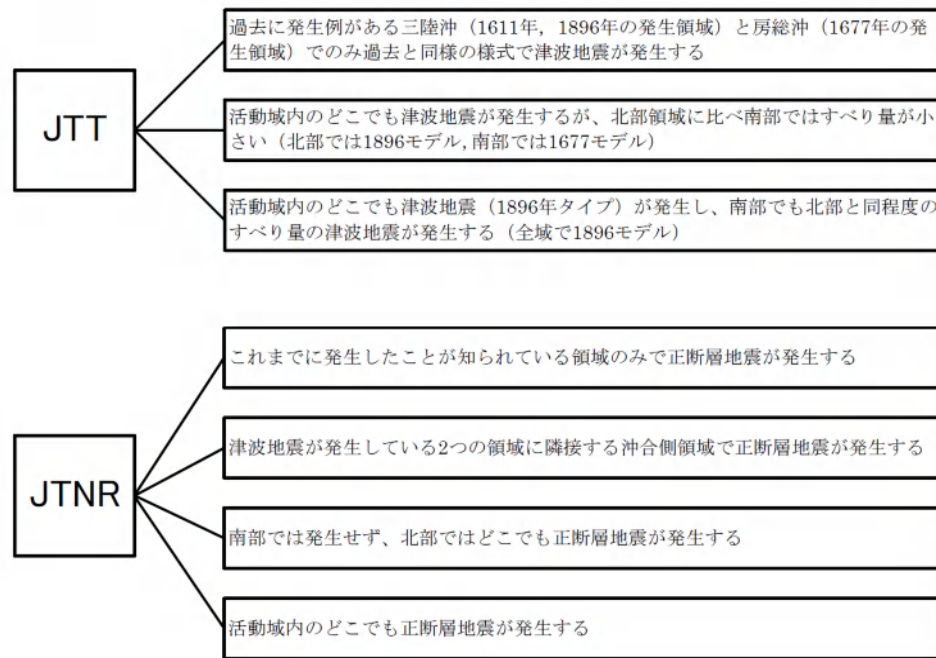 過去に発生例がある三陸沖（1611年，1896年の発生領域）と房総沖（1677年の発
生領域）でのみ過去と同様の様式で津波地震が発生する
JTT
活動域内のどこでも津波地震が発生するが、北部領域に比べ南部ではすべり量が小
さい（北部では1896モデル, 南部では1677モデル）
活動域内のどこでも津波地震（1896年タイプ）が発生し、南部でも北部と同程度の
すべり量の津波地震が発生する（全域で1896モデル）
これまでに発生したことが知られている領域のみで正断層地震が発生する
津波地震が発生している2つの領域に隣接する沖合側領域で正断層地震が発生する
JTNR
南部では発生せず、北部ではどこでも正断層地震が発生する
活動域内のどこでも正断層地震が発生する